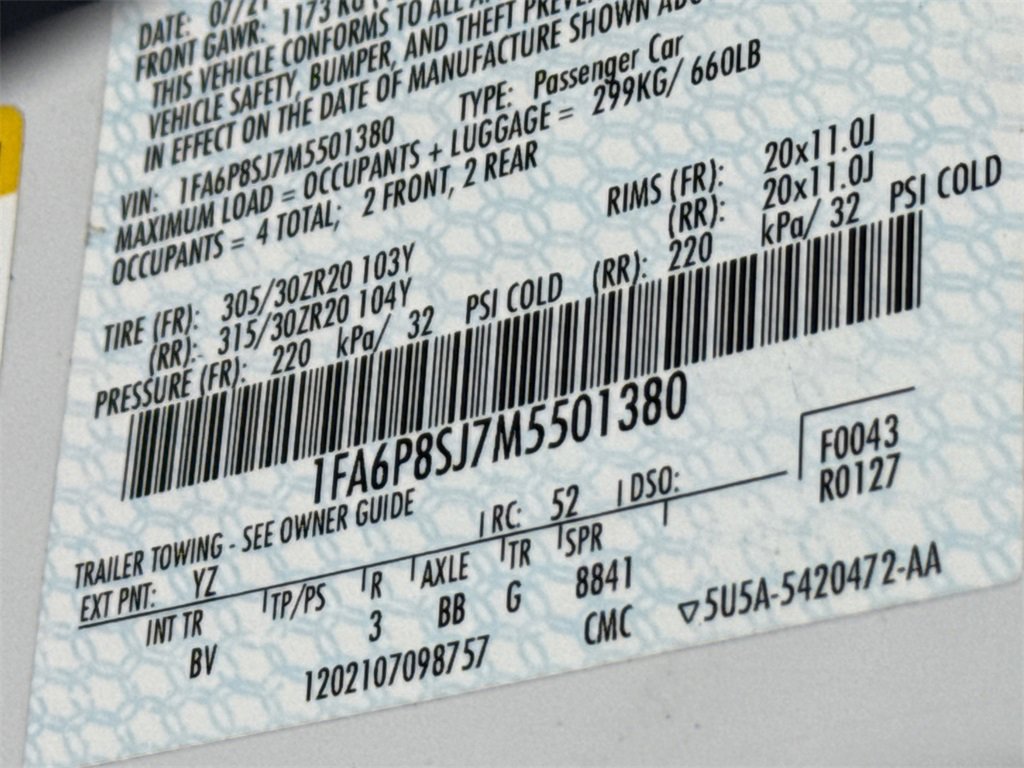 DATE: 07/21
FRONT GAWR: 1173 KG
THIS VEHICLE CONFORMS TO ALL
VEHICLE SAFETY, BUMPER, AND THEFT
IN EFFECT ON THE DATE OF MANUFACTURE SHOWN
VIN: 1FA6P8SJ7M5501380 TYPE: Passenger Car
MAXIMUM LOAD = OCCUPANTS + LUGGAGE = 299KG/ 660LB
OCCUPANTS = 4 TOTAL; 2 FRONT, 2 REAR
RIMS (FR): 20x11.0J
TIRE (FR): 305/30ZR20 103Y
(RR): 20x11.0J
(RR): 315/30ZR20 104Y
PRESSURE (FR): 220 kPa/ 32 PSI COLD (RR): 220 kPa/ 32 PSI COLD
1FA6P8SJ7M5501380
F0043
R0127
TRAILER TOWING - SEE OWNER GUIDE
EXT PNT: YZ RC: 52 DSO:
INT TR TP/PS R AXLE TR SPR
BV 3 BB G 8841
1202107098757 CMC ▽5U5A-5420472-AA